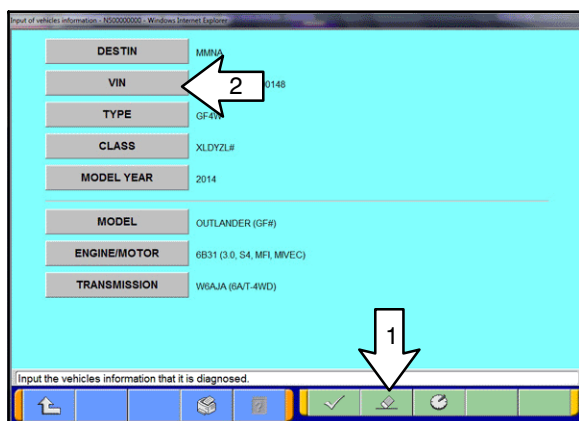 Input of vehicles information - N500000000 - Windows Internet Explorer
DESTIN MMNA
VIN 0148
2
TYPE GF4W
CLASS XLDYZL#
MODEL YEAR 2014
MODEL OUTLANDER (GF#)
ENGINE/MOTOR 6B31 (3.0, S4, MFI, MIVEC)
TRANSMISSION W6AJA (6A/T-4WD)
1
Input the vehicles information that it is diagnosed.